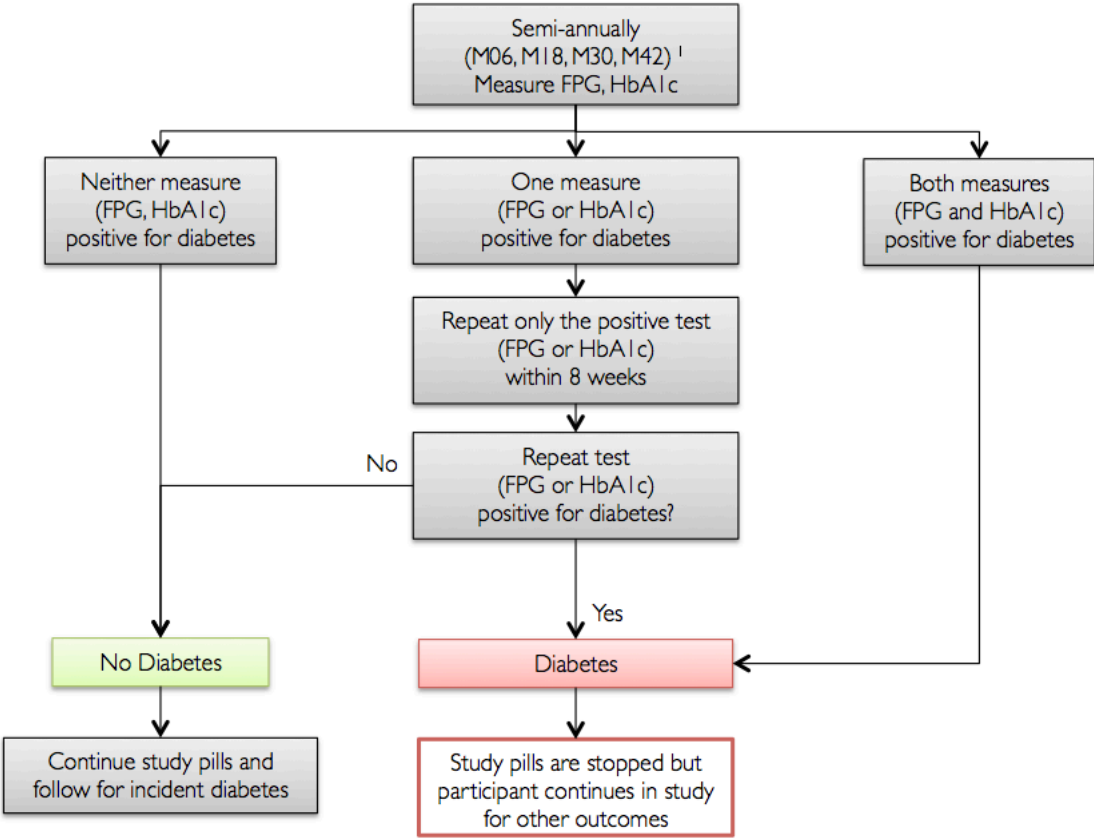 Semi-annually
(M06, M18, M30, M42) 1
Measure FPG, HbA1c
Neither measure
(FPG, HbA1c)
positive for diabetes
One measure
(FPG or HbA1c)
positive for diabetes
Both measures
(FPG and HbA1c)
positive for diabetes
Repeat only the positive test
(FPG or HbA1c)
within 8 weeks
No
Repeat test
(FPG or HbA1c)
positive for diabetes?
Yes
No Diabetes
Diabetes
Continue study pills and
follow for incident diabetes
Study pills are stopped but
participant continues in study
for other outcomes